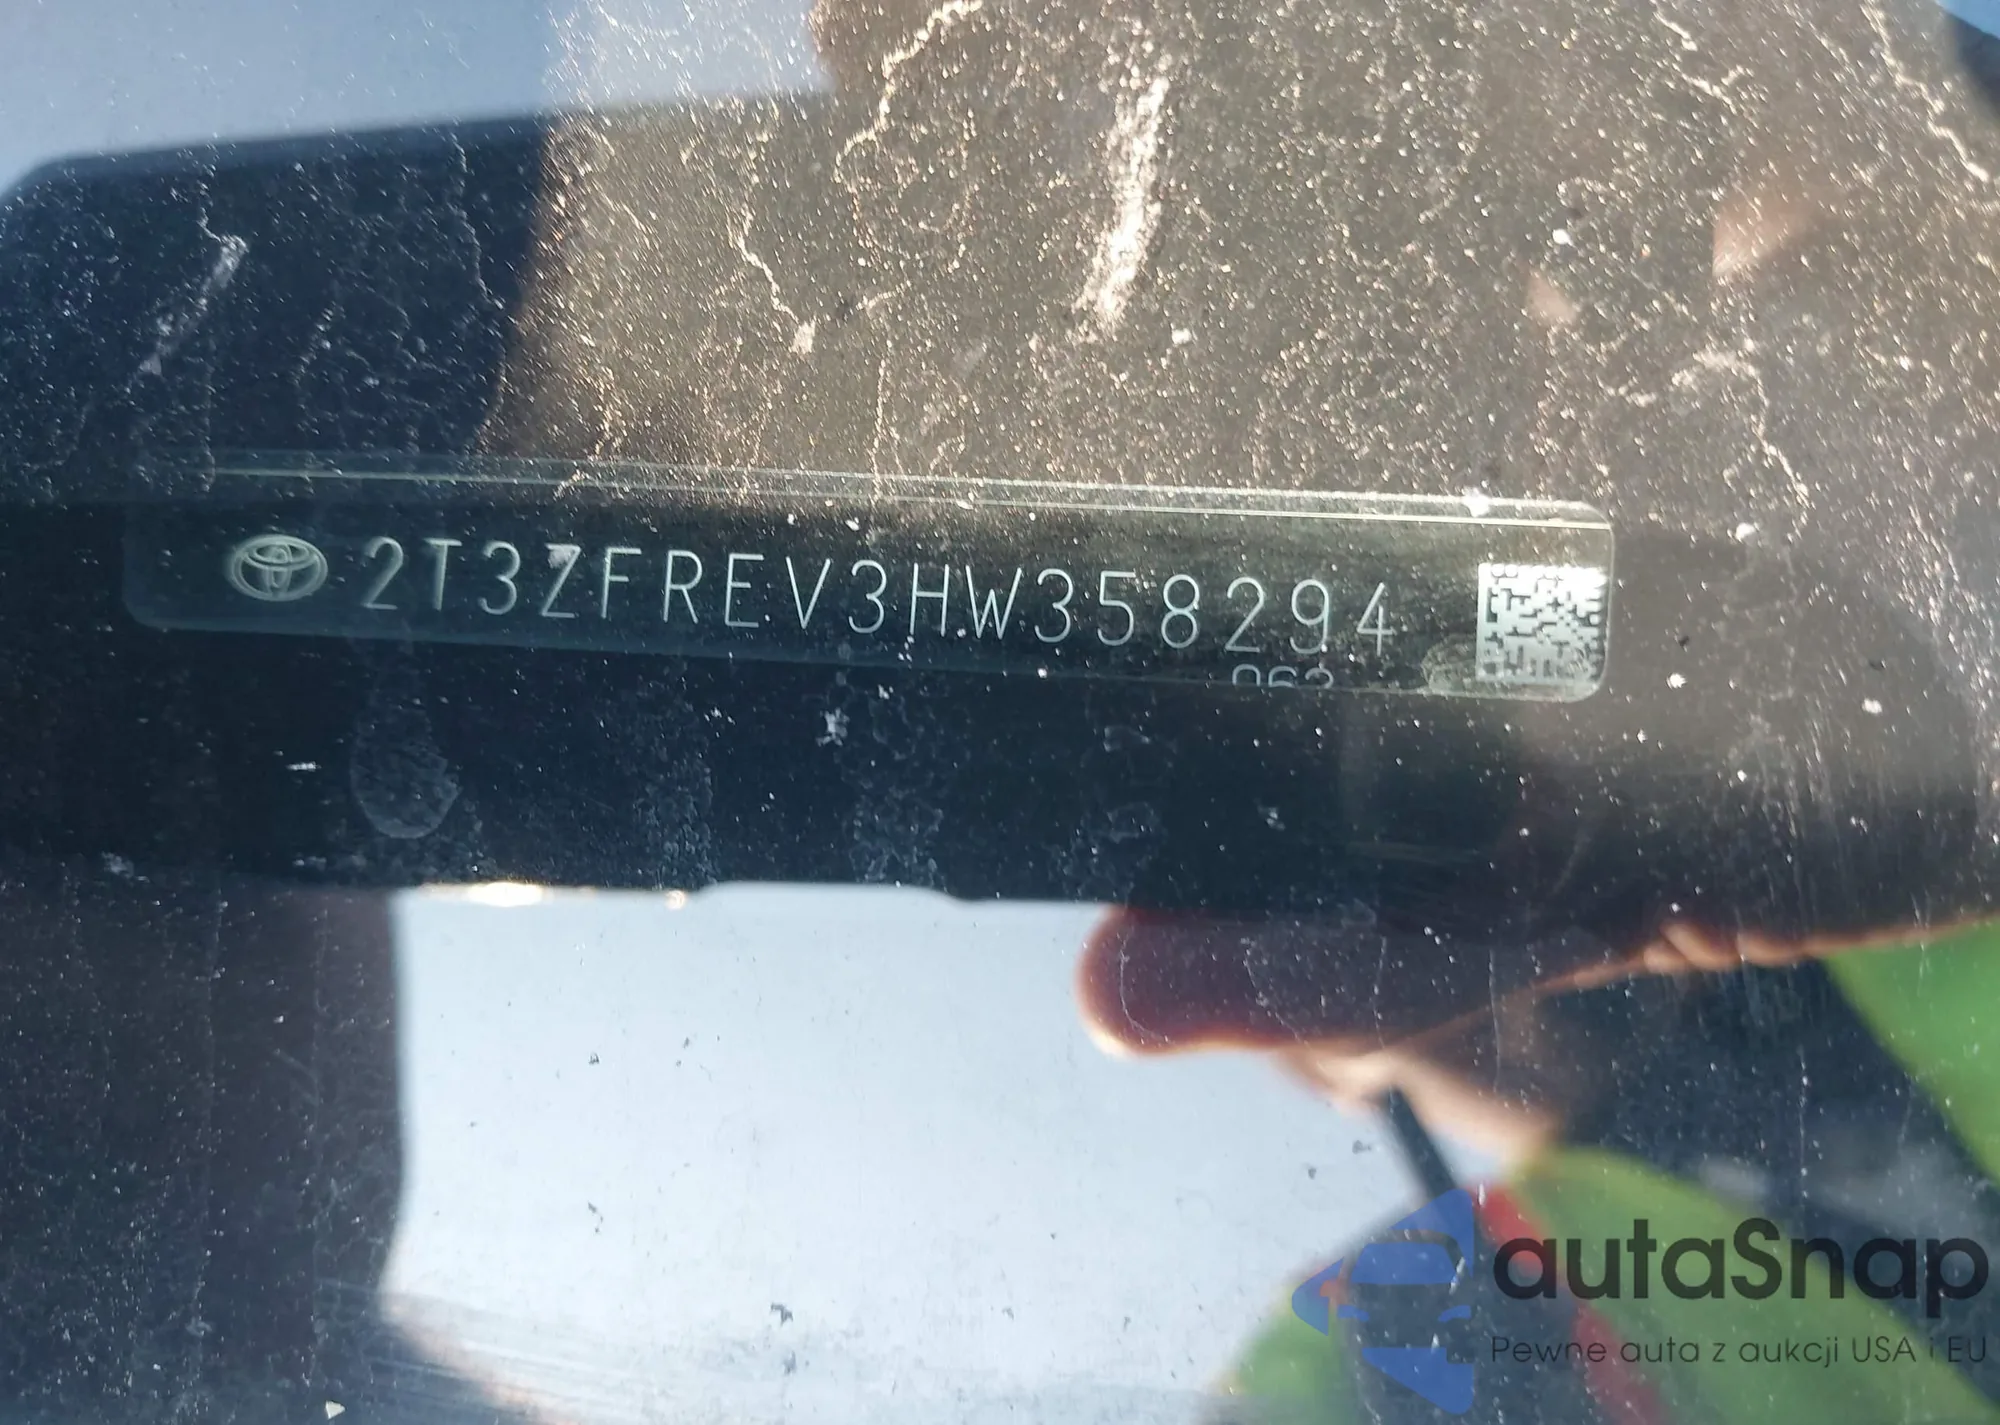 2T3ZFREV3HW358294
autaSnap
Pewne auta z aukcji USA i EU